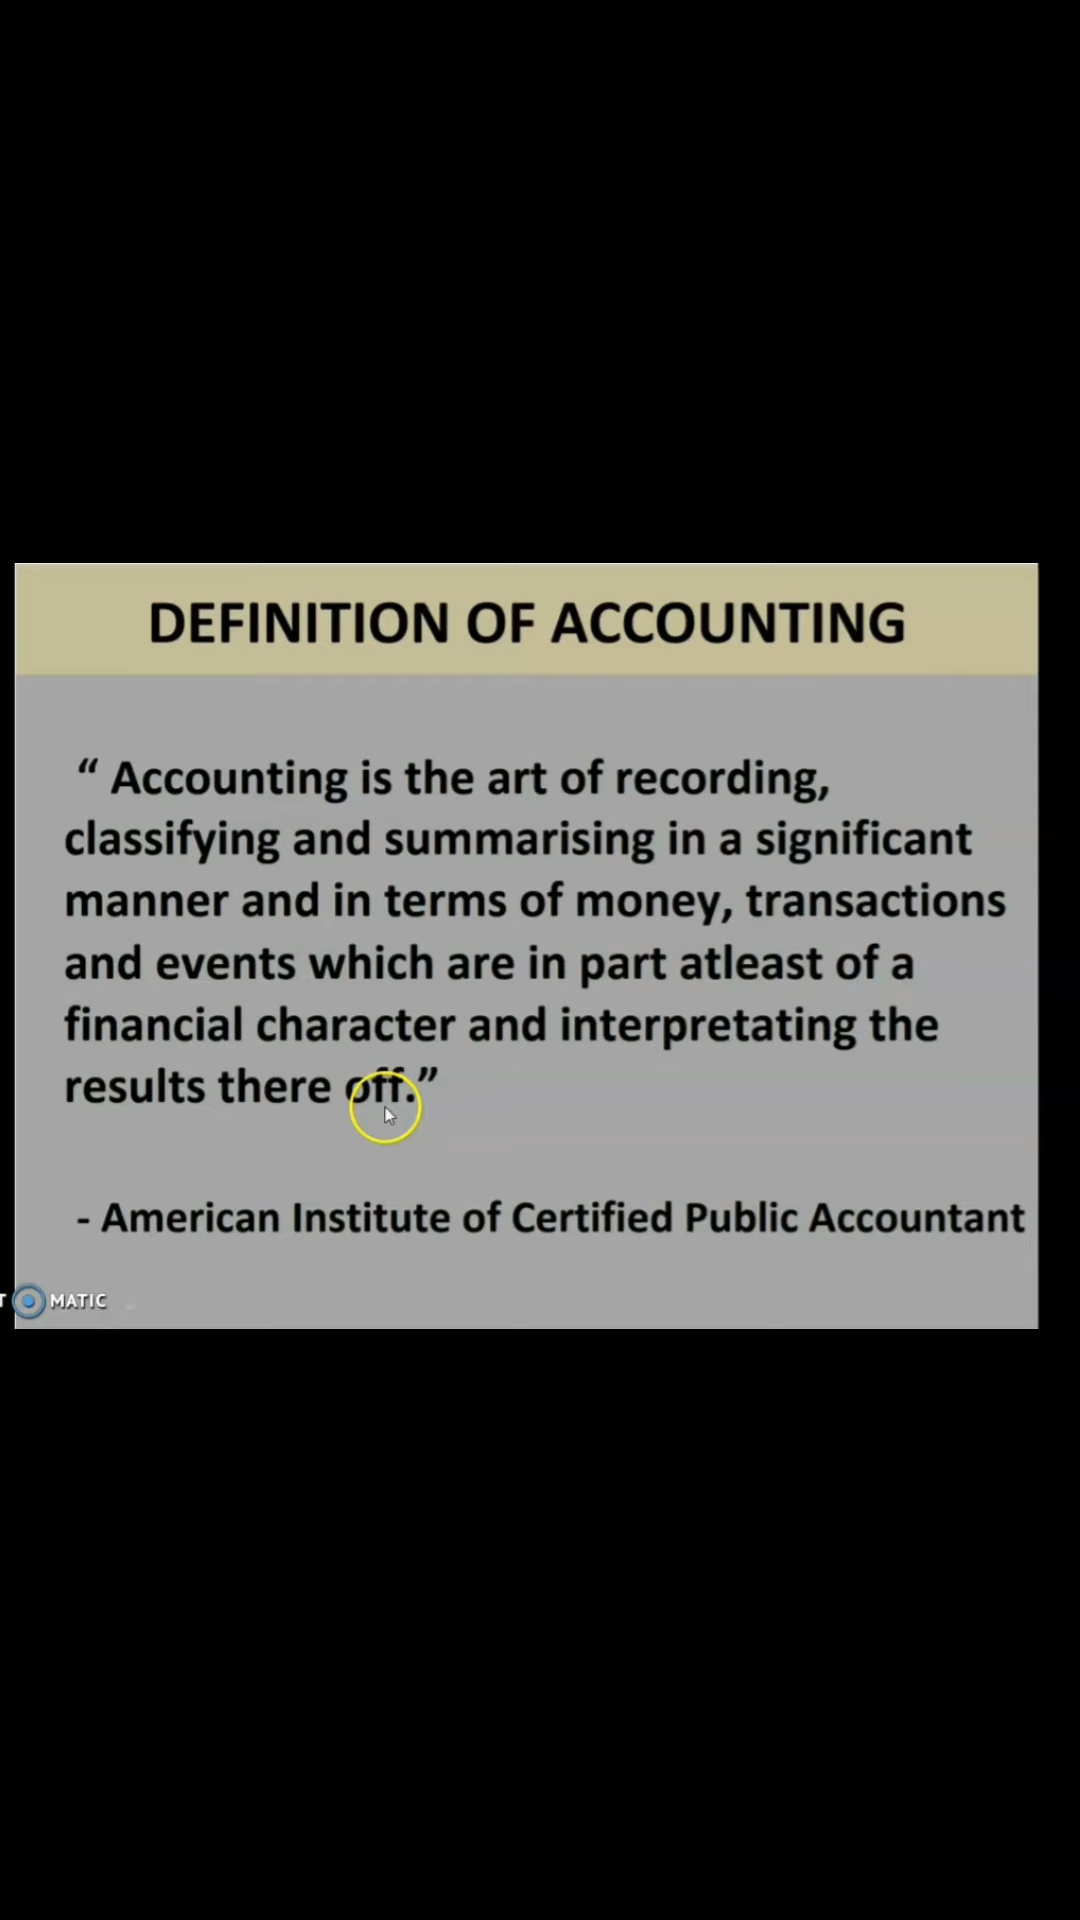 DEFINITION OF ACCOUNTING
“ Accounting is the art of recording,
classifying and summarising in a significant
manner and in terms of money, transactions
and events which are in part atleast of a
financial character and interpretating the
results there off.”
- American Institute of Certified Public Accountant
T MATIC